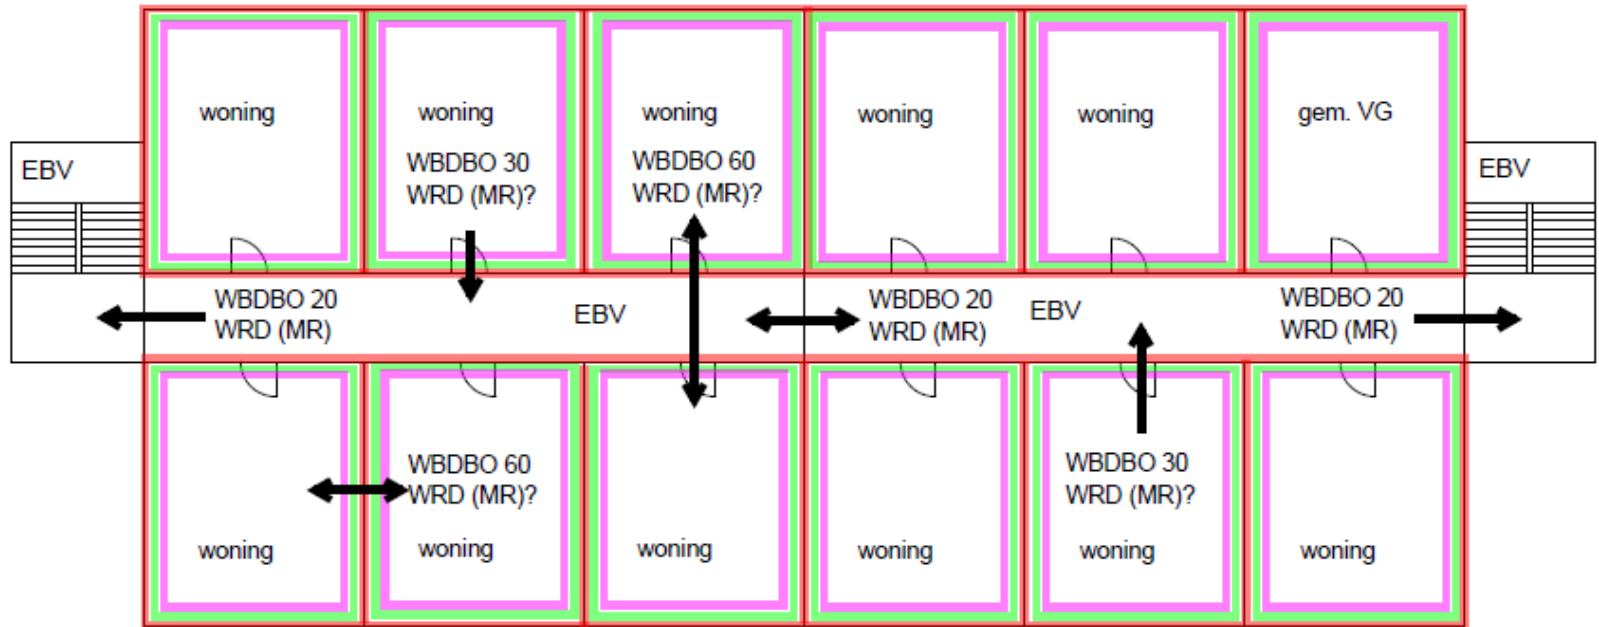 woning
woning
WBDBO 30
WRD (MR)?
woning
WBDBO 60
WRD (MR)?
woning
woning
gem. VG
EBV
EBV
WBDBO 20
WRD (MR)
EBV
WBDBO 20
WRD (MR)
EBV
WBDBO 20
WRD (MR)
woning
WBDBO 60
WRD (MR)?
woning
woning
woning
WBDBO 30
WRD (MR)?
woning
woning